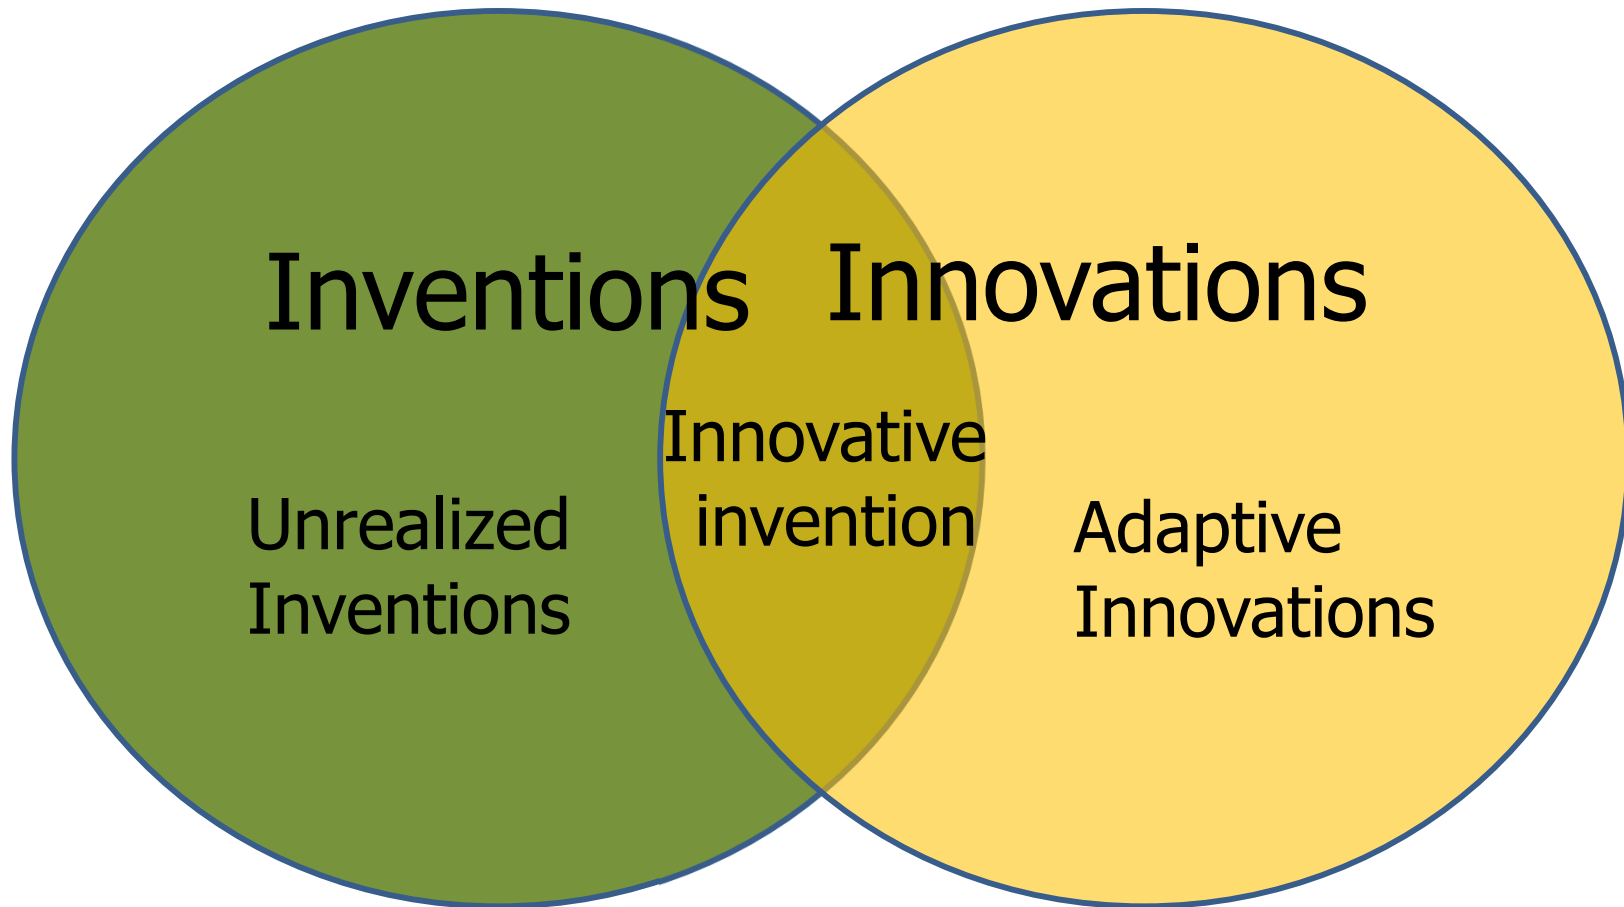 Inventions
Innovations
Innovative
invention
Unrealized
Inventions
Adaptive
Innovations